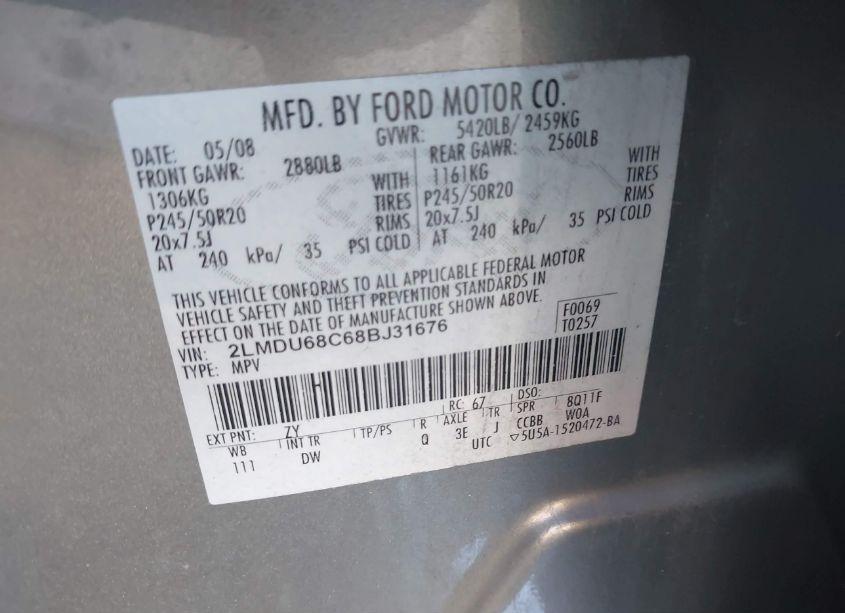 MFD. BY FORD MOTOR CO.
DATE: 05/08 GVWR: 5420LB/ 2459KG
FRONT GAWR: 2880LB REAR GAWR: 2560LB
1306KG WITH 1161KG WITH
P245/50R20 TIRES P245/50R20 TIRES
20x7.5J RIMS 20x7.5J RIMS
AT 240 kPa/ 35 PSI COLD AT 240 kPa/ 35 PSI COLD
THIS VEHICLE CONFORMS TO ALL APPLICABLE FEDERAL MOTOR
VEHICLE SAFETY AND THEFT PREVENTION STANDARDS IN
EFFECT ON THE DATE OF MANUFACTURE SHOWN ABOVE.
F0069
T0257
VIN: 2LMDU68C68BJ31676
TYPE: MPV
EXT PNT: ZY RC: 67 DSO:
WB INT TR TP/PS R AXLE TR SPR 8Q11F
111 DW Q 3E J CCBB W0A
UTC ▽5U5A-1520472-BA